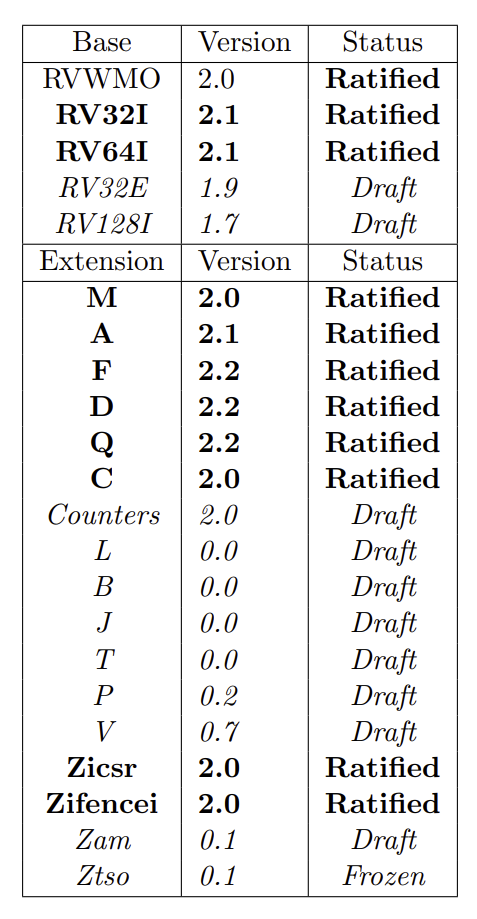 Base Version Status
RVWMO 2.0 Ratified
RV32I 2.1 Ratified
RV64I 2.1 Ratified
RV32E 1.9 Draft
RV128I 1.7 Draft
Extension Version Status
M 2.0 Ratified
A 2.1 Ratified
F 2.2 Ratified
D 2.2 Ratified
Q 2.2 Ratified
C 2.0 Ratified
Counters 2.0 Draft
L 0.0 Draft
B 0.0 Draft
J 0.0 Draft
T 0.0 Draft
P 0.2 Draft
V 0.7 Draft
Zicsr 2.0 Ratified
Zifencei 2.0 Ratified
Zam 0.1 Draft
Ztso 0.1 Frozen